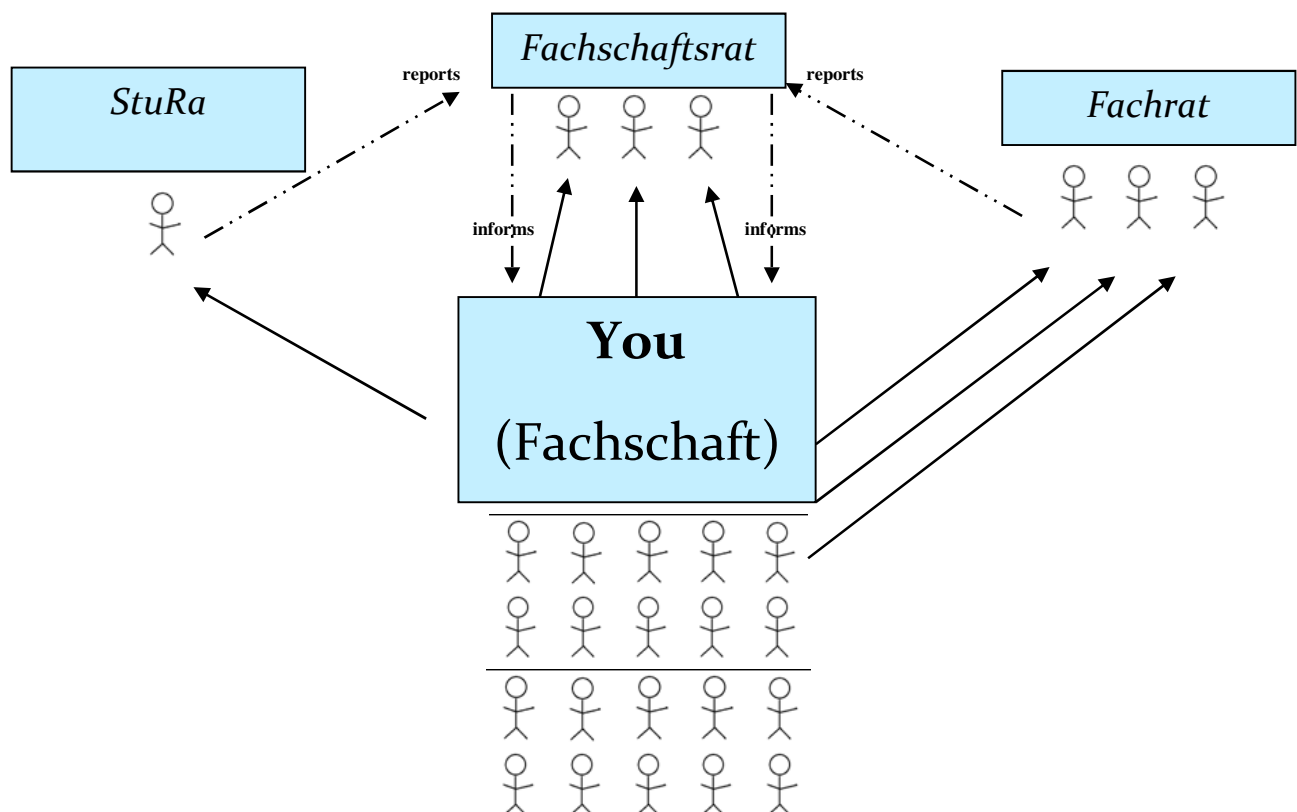 Fachschaftsrat
StuRa
reports
reports
Fachrat
informs
informs
You
(Fachschaft)